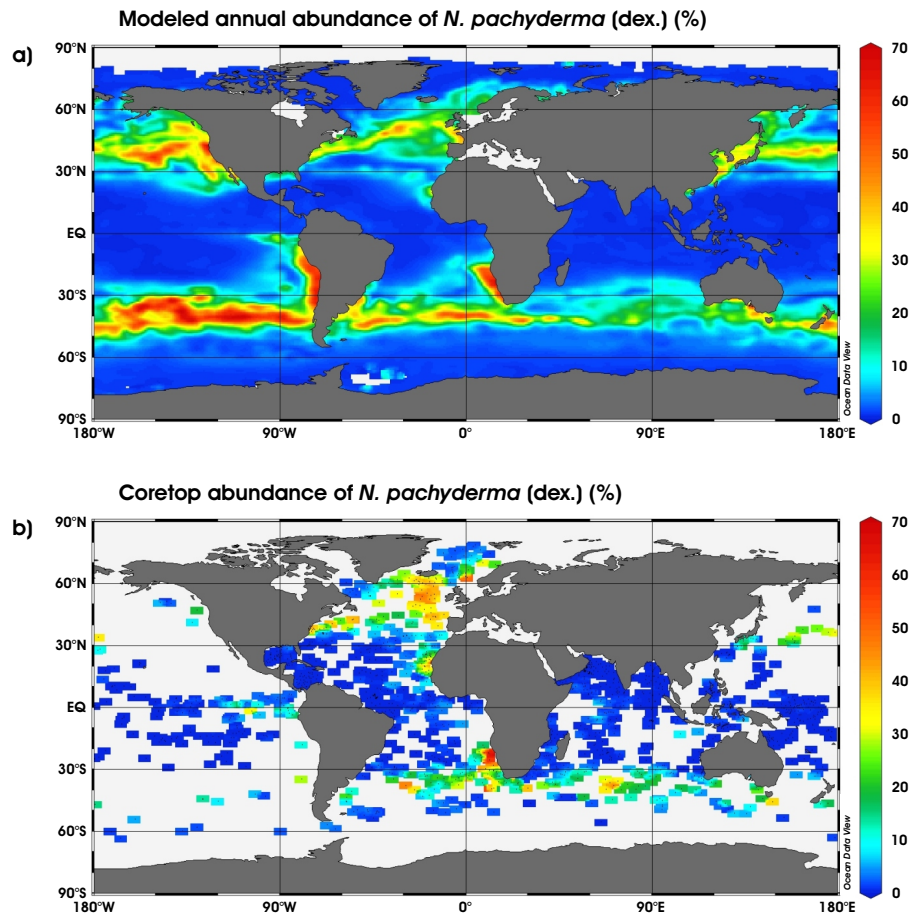 Modeled annual abundance of N. pachyderma (dex.) (%)
a)
90°N
60°N
30°N
EQ
30°S
60°S
90°S
180°W
90°W
0°
90°E
180°E
70
60
50
40
30
20
10
0
Ocean Data View
Coretop abundance of N. pachyderma (dex.) (%)
b)
90°N
60°N
30°N
EQ
30°S
60°S
90°S
180°W
90°W
0°
90°E
180°E
70
60
50
40
30
20
10
0
Ocean Data View